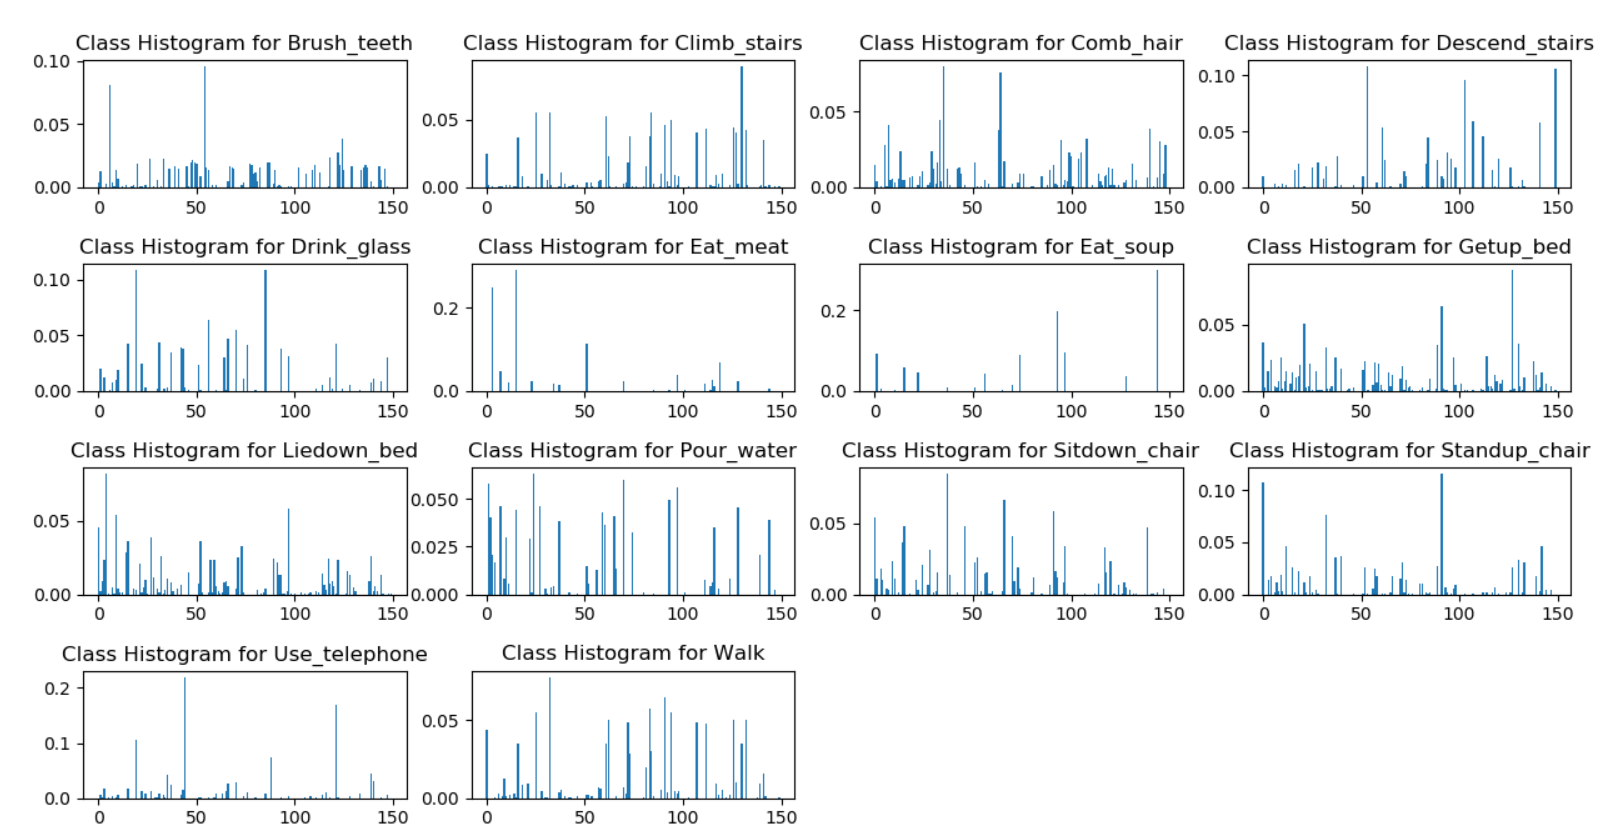 Class Histogram for Brush_teeth
0.10
0.05
0.00
0 50 100 150
Class Histogram for Climb_stairs
0.05
0.00
0 50 100 150
Class Histogram for Comb_hair
0.05
0.00
0 50 100 150
Class Histogram for Descend_stairs
0.10
0.05
0.00
0 50 100 150
Class Histogram for Drink_glass
0.10
0.05
0.00
0 50 100 150
Class Histogram for Eat_meat
0.2
0.0
0 50 100 150
Class Histogram for Eat_soup
0.2
0.0
0 50 100 150
Class Histogram for Getup_bed
0.05
0.00
0 50 100 150
Class Histogram for Liedown_bed
0.05
0.00
0 50 100 150
Class Histogram for Pour_water
0.050
0.025
0.000
0 50 100 150
Class Histogram for Sitdown_chair
0.05
0.00
0 50 100 150
Class Histogram for Standup_chair
0.10
0.05
0.00
0 50 100 150
Class Histogram for Use_telephone
0.2
0.1
0.0
0 50 100 150
Class Histogram for Walk
0.05
0.00
0 50 100 150